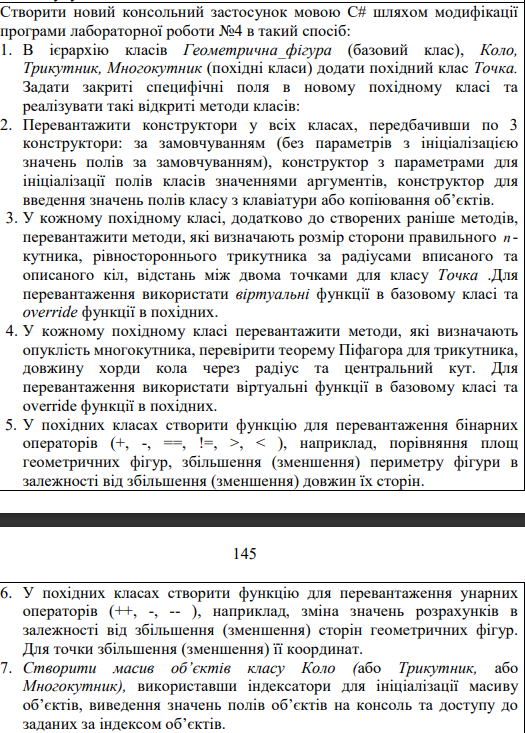 Створити новий консольний застосунок мовою C# шляхом модифікації
програми лабораторної роботи №4 в такий спосіб:
1. В ієрархію класів Геометрична_фігура (базовий клас), Коло,
Трикутник, Многокутник (похідні класи) додати похідний клас Точка.
Задати закриті специфічні поля в новому похідному класі та
реалізувати такі відкриті методи класів:
2. Перевантажити конструктори у всіх класах, передбачивши по 3
конструктори: за замовчуванням (без параметрів з ініціалізацією
значень полів за замовчуванням), конструктор з параметрами для
ініціалізації полів класів значеннями аргументів, конструктор для
введення значень полів класу з клавіатури або копіювання об’єктів.
3. У кожному похідному класі, додатково до створених раніше методів,
перевантажити методи, які визначають розмір сторони правильного n-
кутника, рівностороннього трикутника за радіусами вписаного та
описаного кіл, відстань між двома точками для класу Точка .Для
перевантаження використати віртуальні функції в базовому класі та
override функції в похідних.
4. У кожному похідному класі перевантажити методи, які визначають
опуклість многокутника, перевірити теорему Піфагора для трикутника,
довжину хорди кола через радіус та центральний кут. Для
перевантаження використати віртуальні функції в базовому класі та
override функції в похідних.
5. У похідних класах створити функцію для перевантаження бінарних
операторів (+, -, ==, !=, >, < ), наприклад, порівняння площ
геометричних фігур, збільшення (зменшення) периметру фігури в
залежності від збільшення (зменшення) довжин їх сторін.
145
6. У похідних класах створити функцію для перевантаження унарних
операторів (++, -, -- ), наприклад, зміна значень розрахунків в
залежності від збільшення (зменшення) сторін геометричних фігур.
Для точки збільшення (зменшення) її координат.
7. Створити масив об’єктів класу Коло (або Трикутник, або
Многокутник), використавши індексатори для ініціалізації масиву
об’єктів, виведення значень полів об’єктів на консоль та доступу до
заданих за індексом об’єктів.